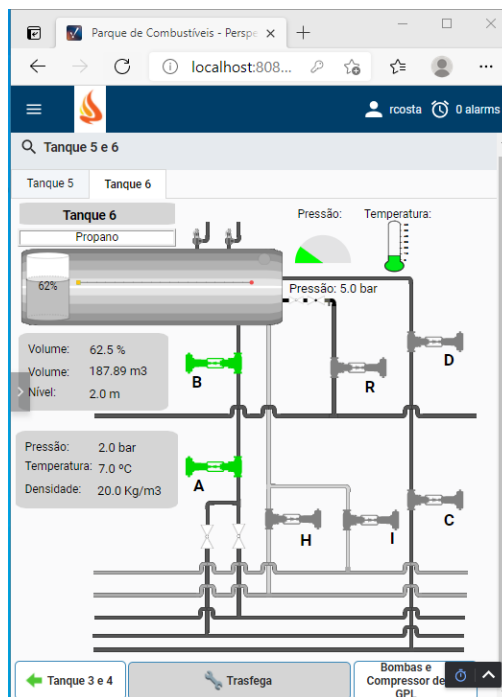 Parque de Combustíveis - Perspe
localhost:808...
rcosta
0 alarms
Tanque 5 e 6
Tanque 5
Tanque 6
Tanque 6
Propano
Pressão:
Temperatura:
62%
Pressão: 5.0 bar
Volume: 62.5 %
Volume: 187.89 m3
Nível: 2.0 m
B
R
D
Pressão: 2.0 bar
Temperatura: 7.0 ºC
Densidade: 20.0 Kg/m3
A
H
I
C
Tanque 3 e 4
Trasfega
Bombas e
Compressor de
GPL